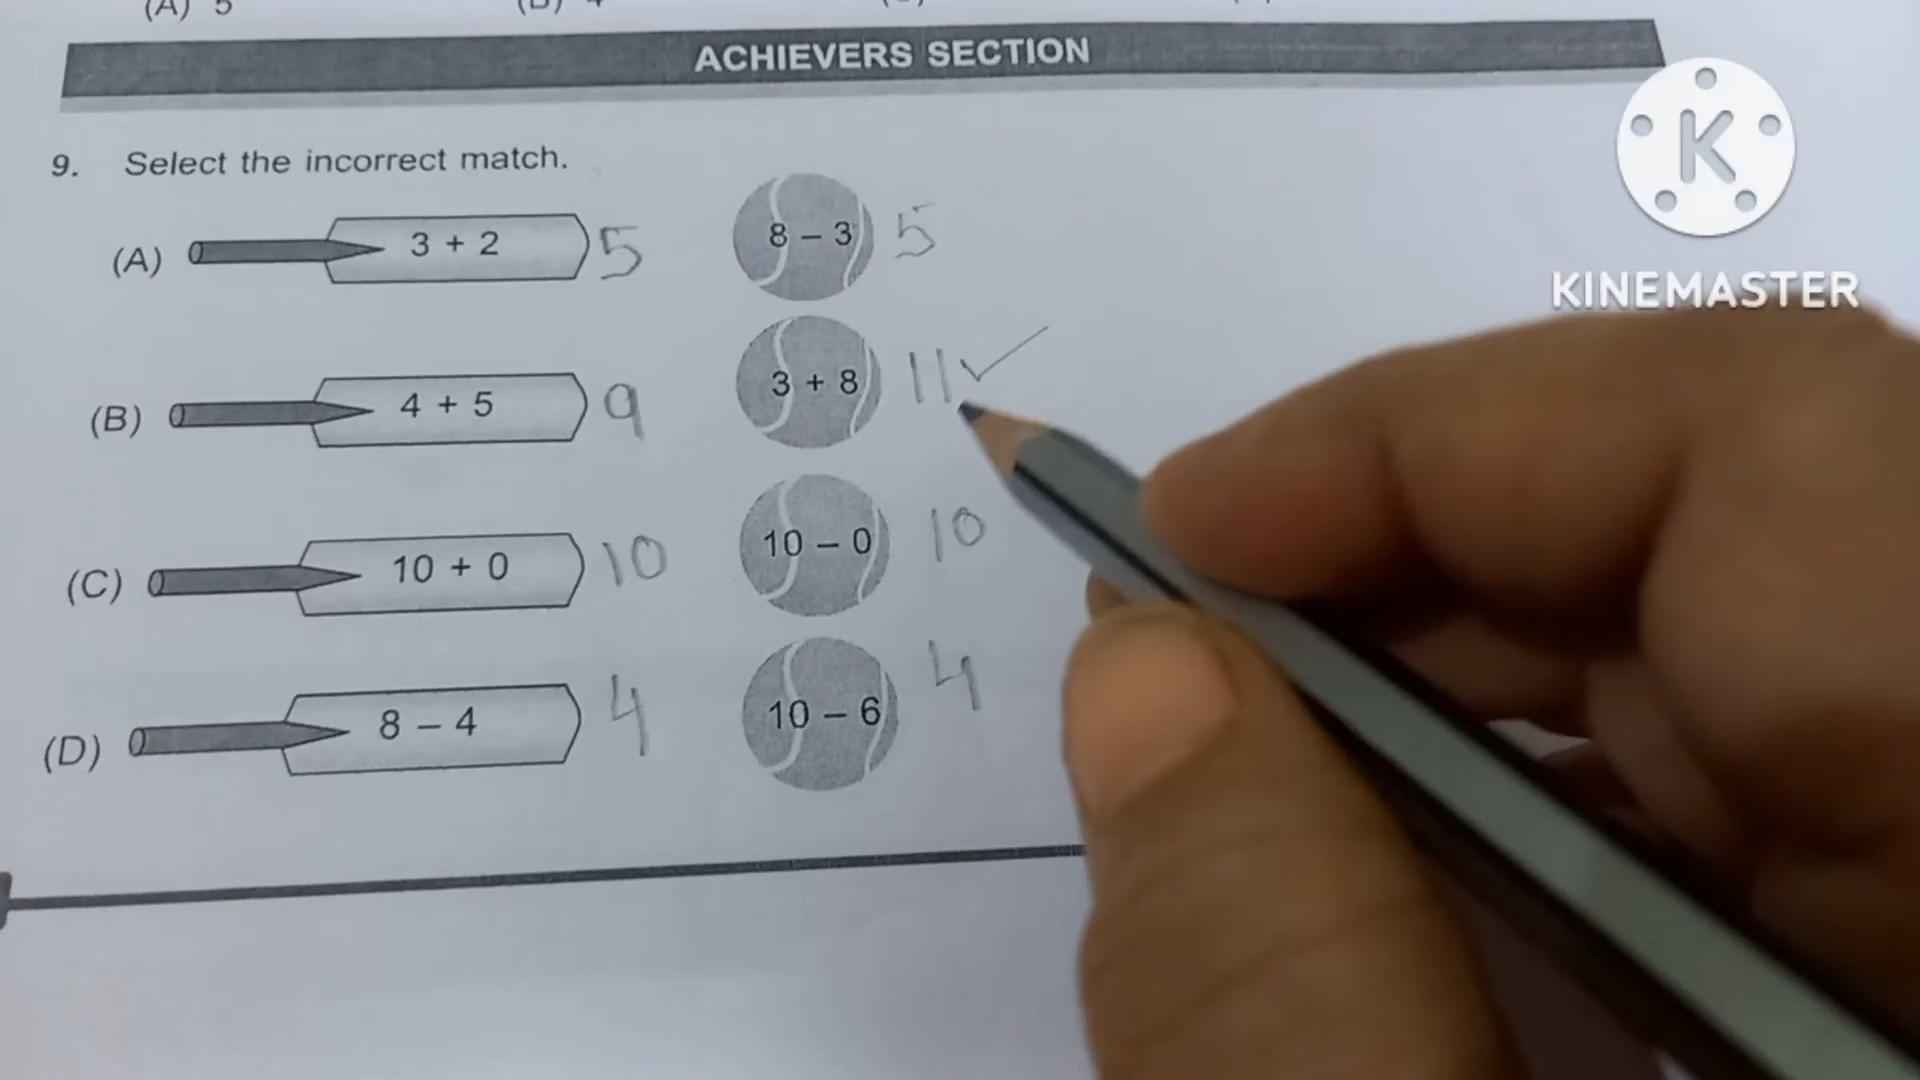 (A) 5
ACHIEVERS SECTION
9. Select the incorrect match.
(A) 3 + 2 5 8 – 3 5
(B) 4 + 5 9 3 + 8 11 ✓
(C) 10 + 0 10 10 – 0 10
(D) 8 – 4 4 10 – 6 4
K
KINEMASTER